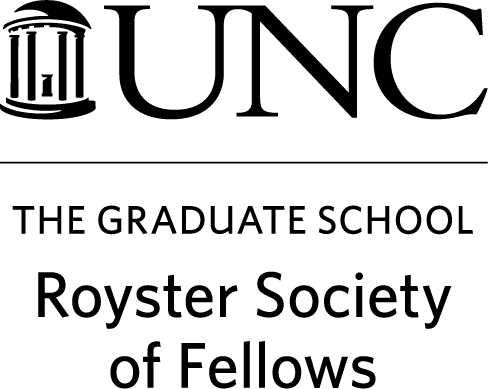 UNC
THE GRADUATE SCHOOL
Royster Society
of Fellows